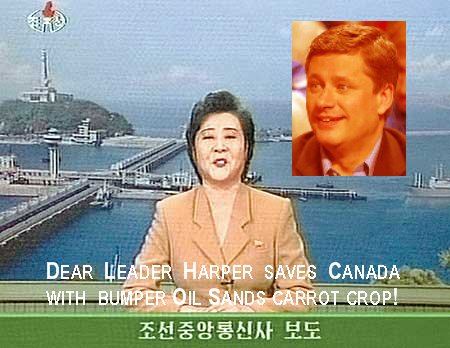 DEAR LEADER HARPER SAVES CANADA
WITH BUMPER OIL SANDS CARROT CROP!
조선중앙통신사 보도